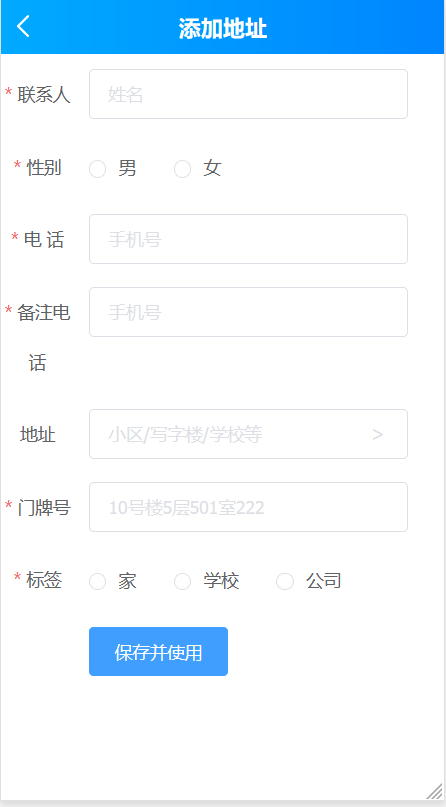 添加地址
* 联系人 姓名
* 性别 男 女
* 电 话 手机号
* 备注电 手机号
话
地址 小区/写字楼/学校等 >
* 门牌号 10号楼5层501室222
* 标签 家 学校 公司
保存并使用